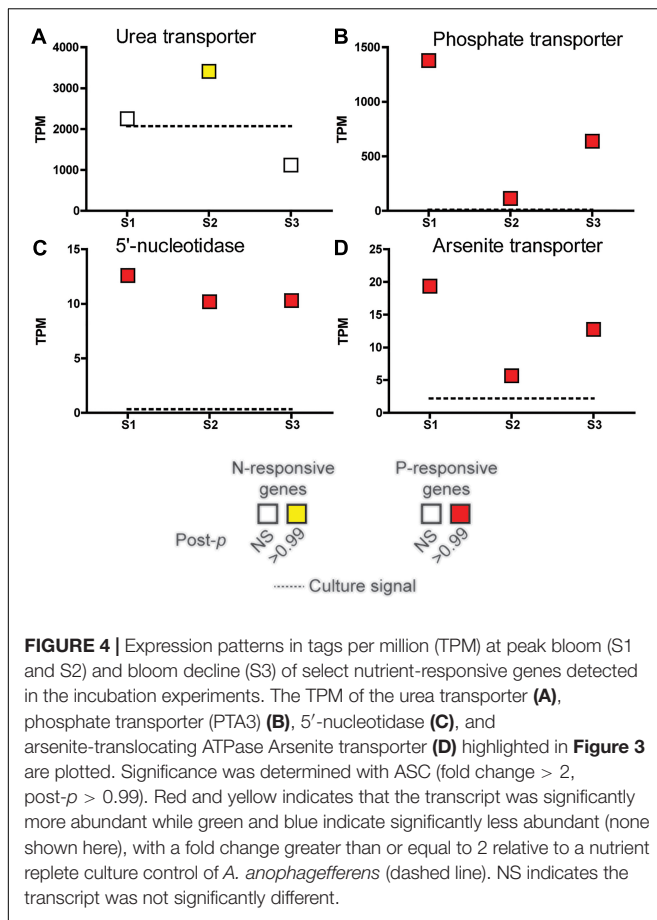 A Urea transporter
4000
3000
2000
1000
0
TPM
S1 S2 S3
B Phosphate transporter
1500
1000
500
0
TPM
S1 S2 S3
C 5'-nucleotidase
15
10
5
0
TPM
S1 S2 S3
D Arsenite transporter
25
20
15
10
5
0
TPM
S1 S2 S3
N-responsive
genes
P-responsive
genes
Post-p
NS >0.99
NS >0.99
Culture signal
FIGURE 4 | Expression patterns in tags per million (TPM) at peak bloom (S1
and S2) and bloom decline (S3) of select nutrient-responsive genes detected
in the incubation experiments. The TPM of the urea transporter (A),
phosphate transporter (PTA3) (B), 5′-nucleotidase (C), and
arsenite-translocating ATPase Arsenite transporter (D) highlighted in Figure 3
are plotted. Significance was determined with ASC (fold change > 2,
post-p > 0.99). Red and yellow indicates that the transcript was significantly
more abundant while green and blue indicate significantly less abundant (none
shown here), with a fold change greater than or equal to 2 relative to a nutrient
replete culture control of A. anophagefferens (dashed line). NS indicates the
transcript was not significantly different.